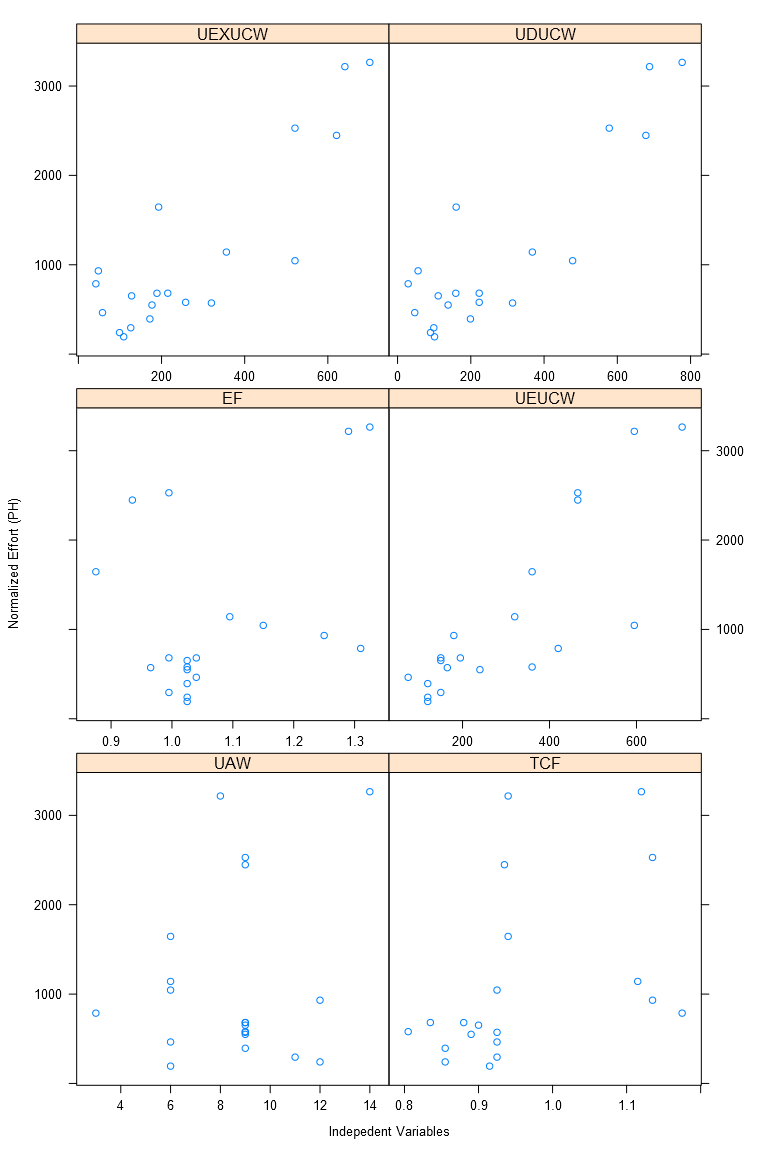 UEXUCW UDUCW
3000
2000
1000
200 400 600 0 200 400 600 800
EF UEUCW
3000
2000
1000
0.9 1.0 1.1 1.2 1.3 200 400 600
Normalized Effort (PH)
UAW TCF
3000
2000
1000
4 6 8 10 12 14 0.8 0.9 1.0 1.1
Indepedent Variables